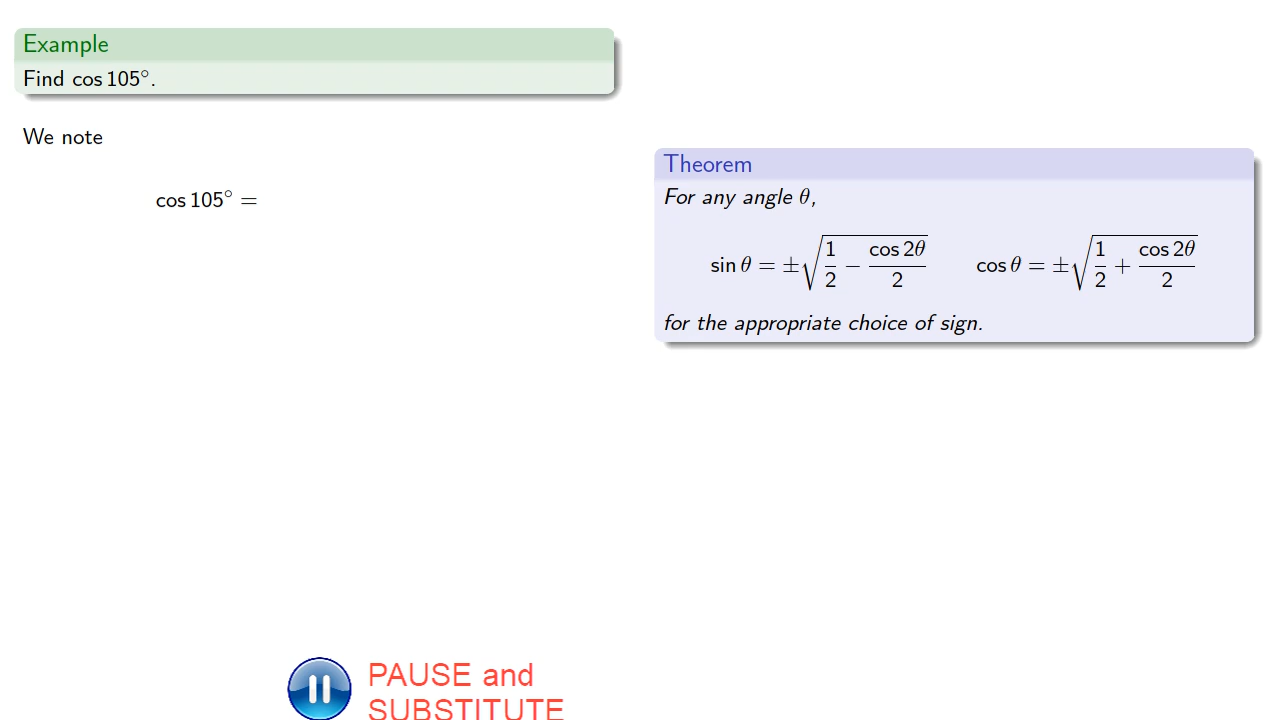 Example
Find cos 105°.
We note
cos 105° =
Theorem
For any angle θ,
sin θ = ±√(1/2 − cos 2θ/2)   cos θ = ±√(1/2 + cos 2θ/2)
for the appropriate choice of sign.
PAUSE and
SUBSTITUTE